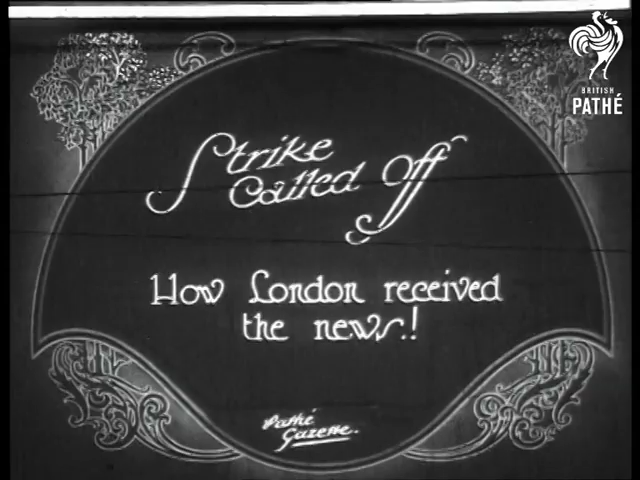 BRITISH
PATHÉ
Strike
Called Off
How London received
the news.!
Pathé
Gazette.